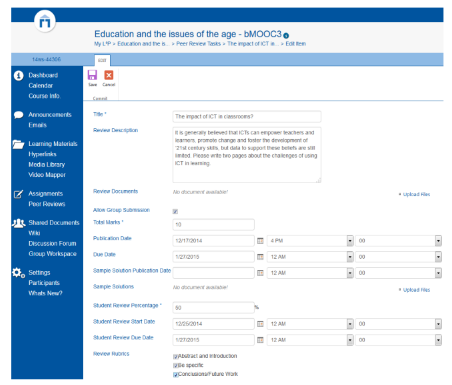 Education and the issues of the age - bMOOC3
My L²P » Education and the is... » Peer Review Tasks » The impact of ICT in... » Edit Item
14ws-44306
Edit
Dashboard
Calendar
Course Info.
Save Cancel
Commit
Announcements
Emails
Learning Materials
Hyperlinks
Media Library
Video Mapper
Assignments
Peer Reviews
Shared Documents
Wiki
Discussion Forum
Group Workspace
Settings
Participants
Whats New?
Title *
The impact of ICT in classrooms?
Review Description
It is generally believed that ICTs can empower teachers and
learners, promote change and foster the development of
'21st century skills, but data to support these beliefs are still
limited. Please write two pages about the challenges of using
ICT in learning.
Review Documents
No document available!
+ Upload Files
Allow Group Submission
Total Marks *
10
Publication Date
12/17/2014 4 PM 00
Due Date
1/27/2015 12 AM 00
Sample Solution Publication Date
12 AM 00
Sample Solutions
No document available!
+ Upload Files
Student Review Percentage *
60 %
Student Review Start Date
12/25/2014 12 AM 00
Student Review Due Date
1/27/2015 12 AM 00
Review Rubrics
Abstract and Introduction
Be specific
Conclusions/Future Work